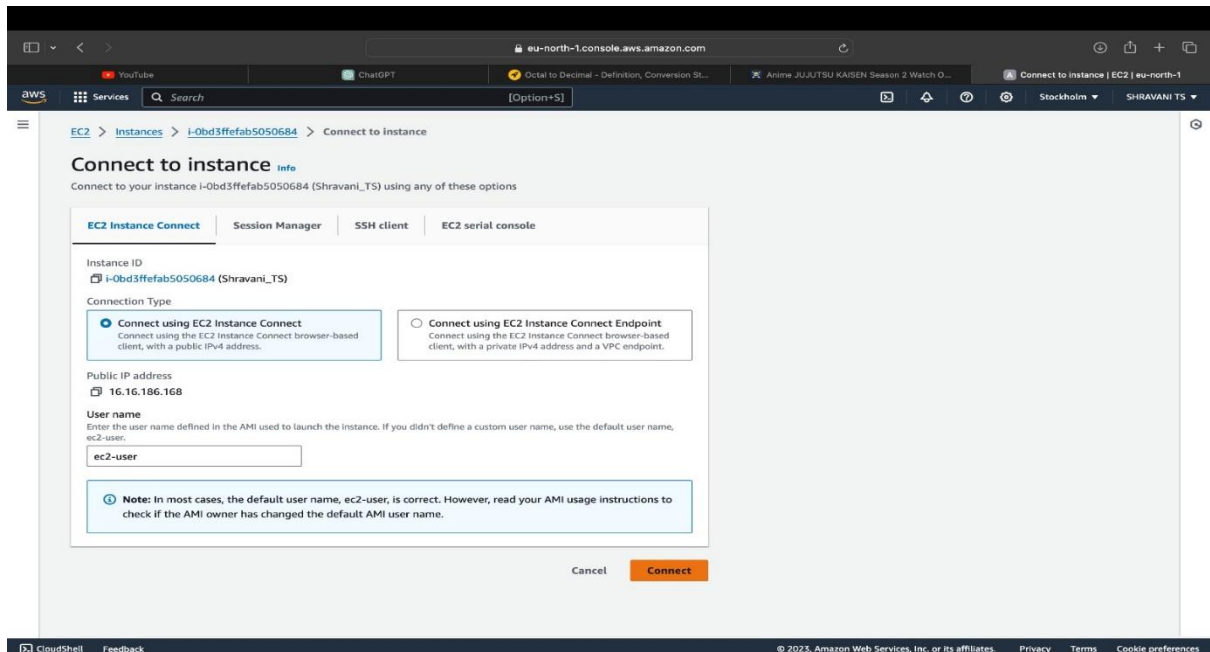 eu-north-1.console.aws.amazon.com
YouTube
ChatGPT
Octal to Decimal - Definition, Conversion St...
Anime JUJUTSU KAISEN Season 2 Watch O...
Connect to instance | EC2 | eu-north-1
aws
Services
Search
[Option+S]
Stockholm
SHRAVANI TS
EC2 > Instances > i-0bd3ffefab5050684 > Connect to instance
Connect to instance Info
Connect to your instance i-0bd3ffefab5050684 (Shravani_TS) using any of these options
EC2 Instance Connect
Session Manager
SSH client
EC2 serial console
Instance ID
i-0bd3ffefab5050684 (Shravani_TS)
Connection Type
Connect using EC2 Instance Connect
Connect using the EC2 Instance Connect browser-based
client, with a public IPv4 address.
Connect using EC2 Instance Connect Endpoint
Connect using the EC2 Instance Connect browser-based
client, with a private IPv4 address and a VPC endpoint.
Public IP address
16.16.186.168
User name
Enter the user name defined in the AMI used to launch the instance. If you didn't define a custom user name, use the default user name,
ec2-user.
ec2-user
Note: In most cases, the default user name, ec2-user, is correct. However, read your AMI usage instructions to
check if the AMI owner has changed the default AMI user name.
Cancel
Connect
CloudShell
Feedback
© 2023, Amazon Web Services, Inc. or its affiliates.
Privacy
Terms
Cookie preferences